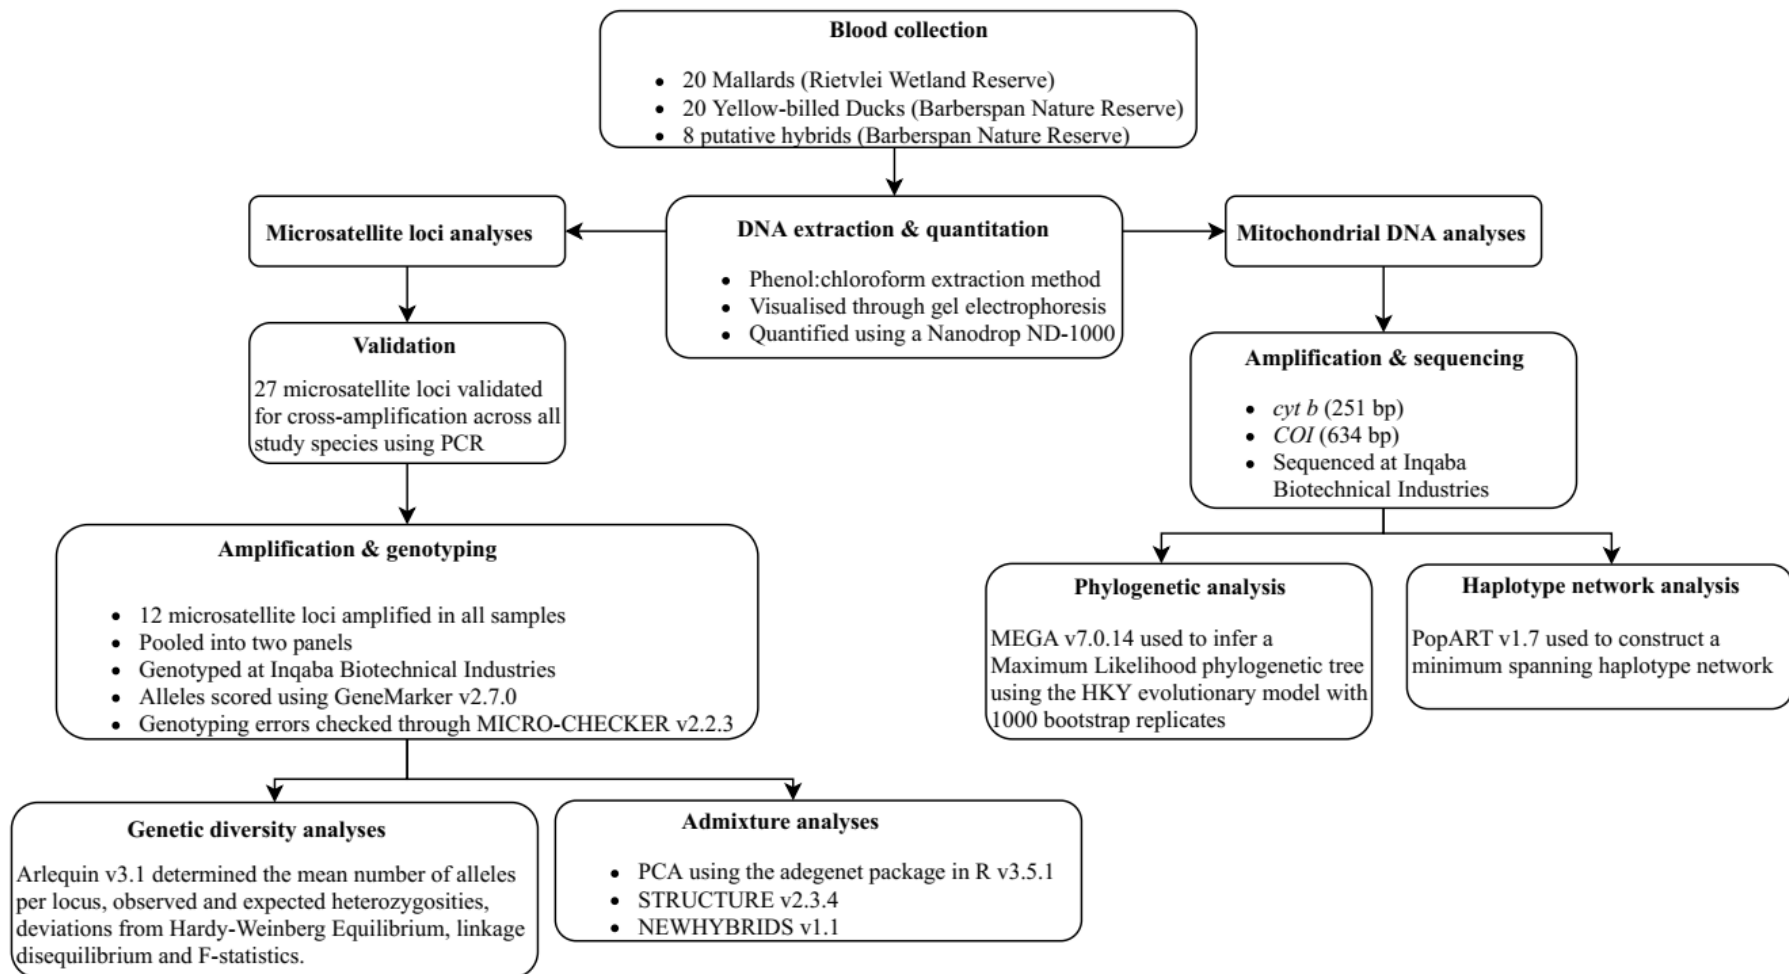 Blood collection
• 20 Mallards (Rietvlei Wetland Reserve)
• 20 Yellow-billed Ducks (Barberspan Nature Reserve)
• 8 putative hybrids (Barberspan Nature Reserve)
Microsatellite loci analyses
DNA extraction & quantitation
• Phenol:chloroform extraction method
• Visualised through gel electrophoresis
• Quantified using a Nanodrop ND-1000
Mitochondrial DNA analyses
Validation
27 microsatellite loci validated
for cross-amplification across all
study species using PCR
Amplification & sequencing
• cyt b (251 bp)
• COI (634 bp)
• Sequenced at Inqaba
Biotechnical Industries
Amplification & genotyping
• 12 microsatellite loci amplified in all samples
• Pooled into two panels
• Genotyped at Inqaba Biotechnical Industries
• Alleles scored using GeneMarker v2.7.0
• Genotyping errors checked through MICRO-CHECKER v2.2.3
Phylogenetic analysis
MEGA v7.0.14 used to infer a
Maximum Likelihood phylogenetic tree
using the HKY evolutionary model with
1000 bootstrap replicates
Haplotype network analysis
PopART v1.7 used to construct a
minimum spanning haplotype network
Genetic diversity analyses
Arlequin v3.1 determined the mean number of alleles
per locus, observed and expected heterozygosities,
deviations from Hardy-Weinberg Equilibrium, linkage
disequilibrium and F-statistics.
Admixture analyses
• PCA using the adegenet package in R v3.5.1
• STRUCTURE v2.3.4
• NEWHYBRIDS v1.1